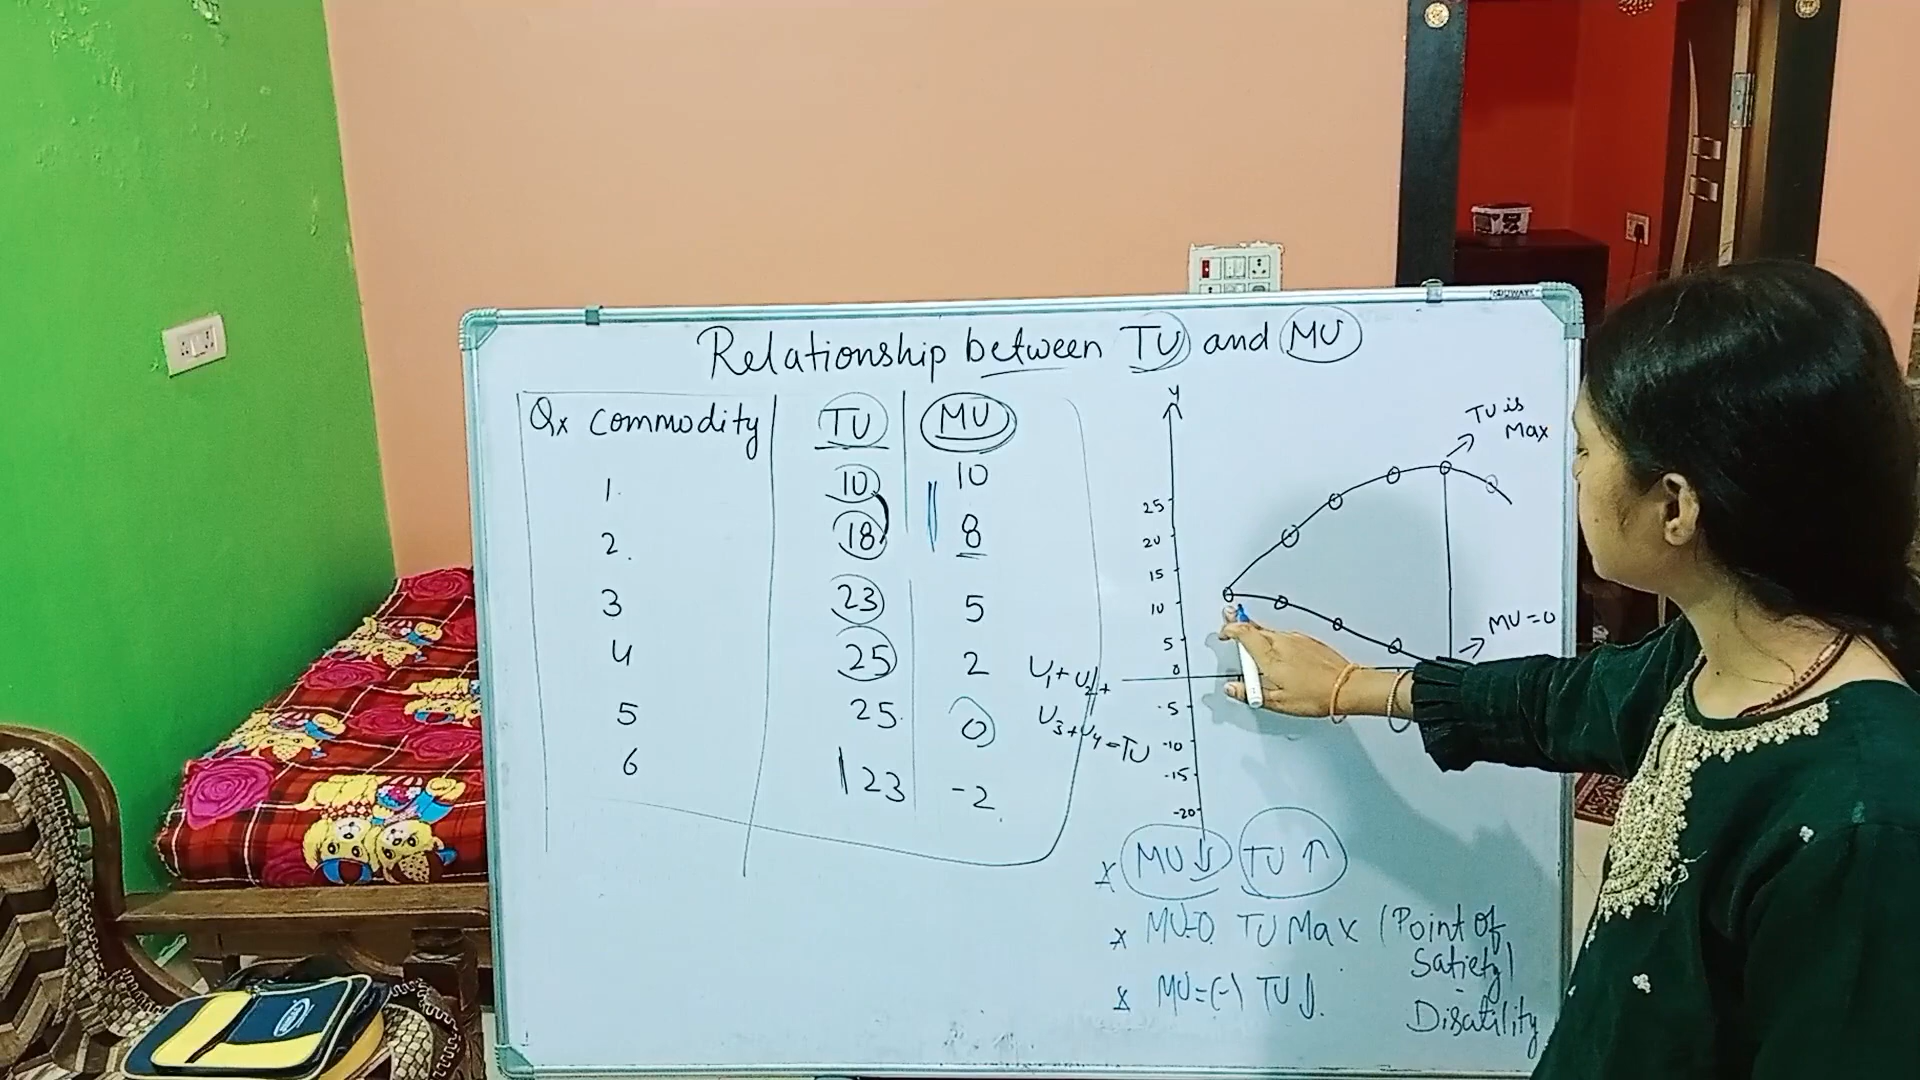 Relationship between TU and MU
Qx commodity TU MU
1. 10 10
2. 18 8
3 23 5
4 25 2
5 25. 0
6 23 -2
U1 + U2 +
U3 + U4 = TU
y
25
20
15
10
5
0
-5
-10
-15
-20
TU is
Max
MU=0
x MU↓ TU↑
x MU=0. TU Max (Point of
Satiety)
x MU=(-) TU↓.
Disatility